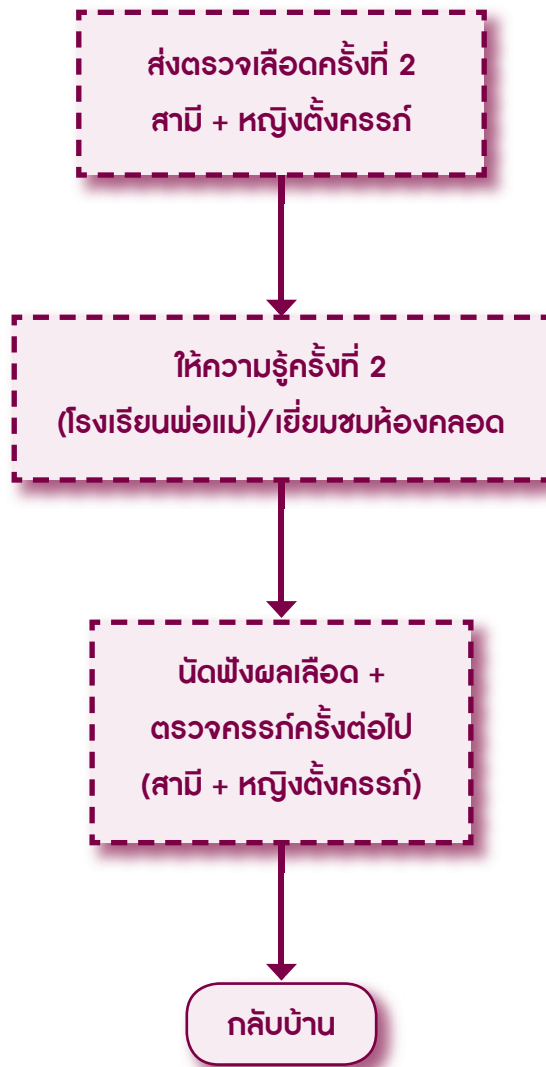 ส่งตรวจเลือดครั้งที่ 2
สามี + หญิงตั้งครรภ์
ให้ความรู้ครั้งที่ 2
(โรงเรียนพ่อแม่)/เยี่ยมชมห้องคลอด
นัดฟังผลเลือด +
ตรวจครรภ์ครั้งต่อไป
(สามี + หญิงตั้งครรภ์)
กลับบ้าน